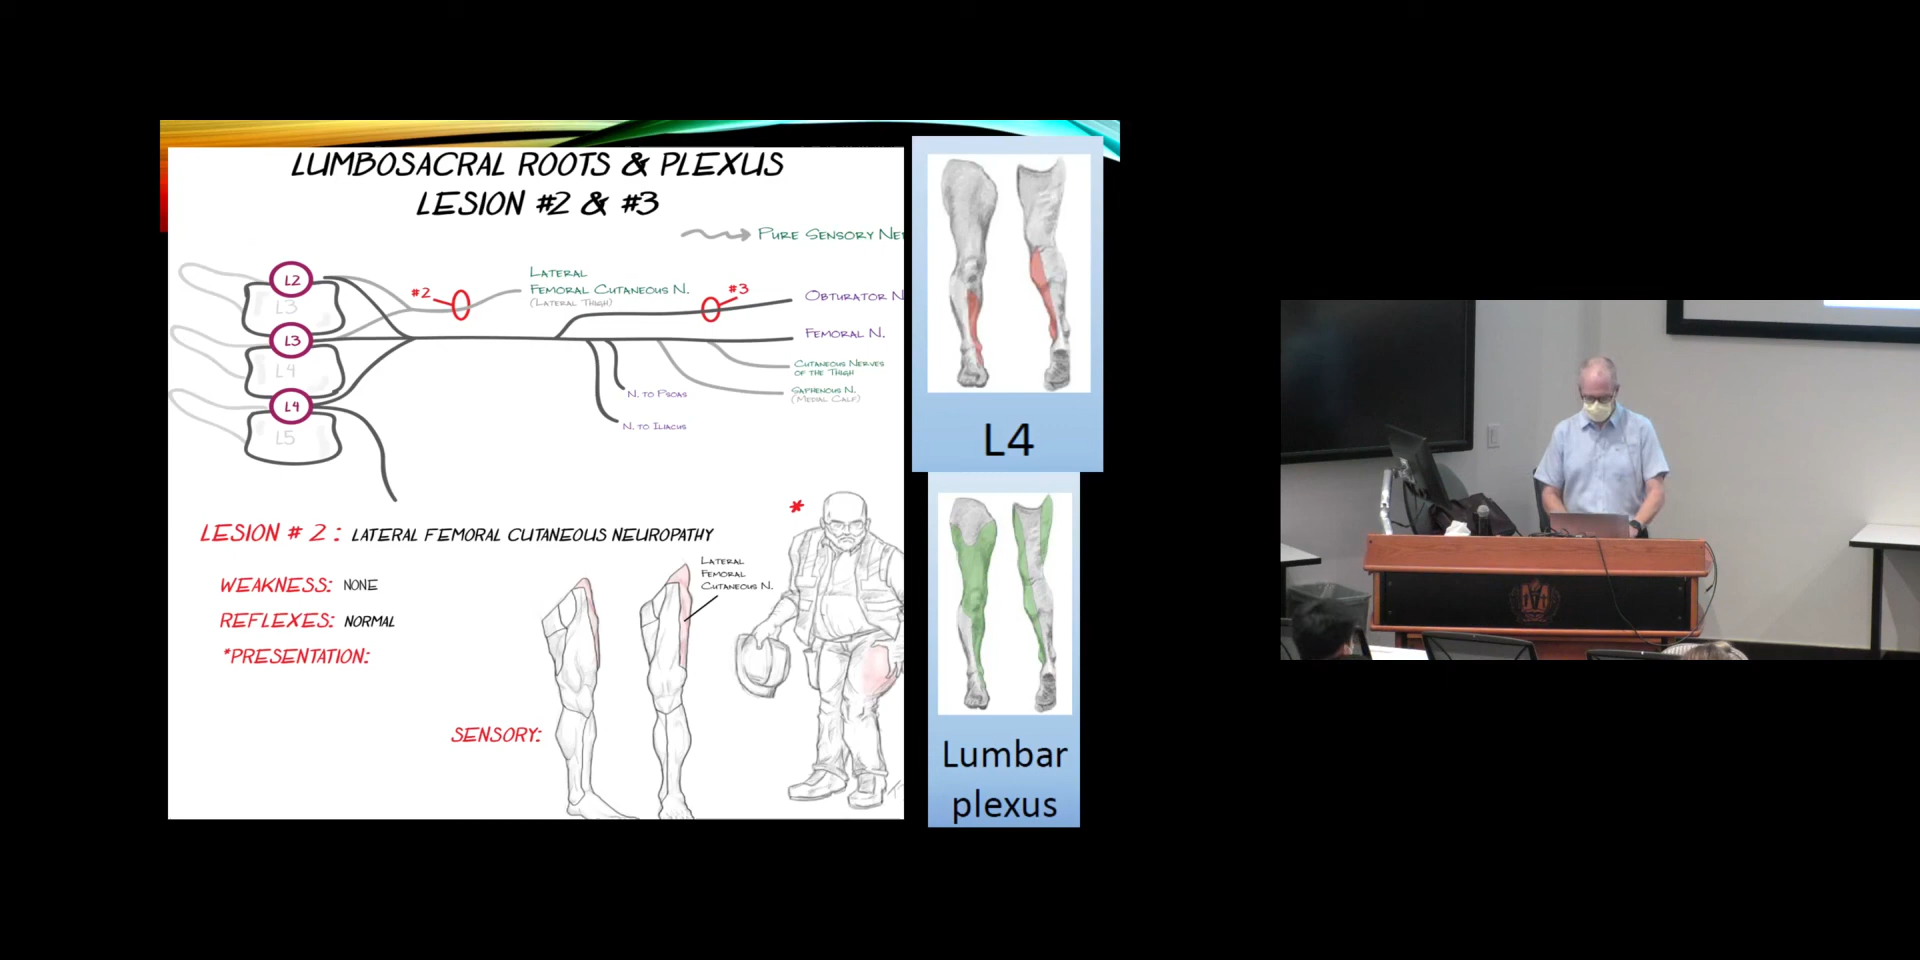 LUMBOSACRAL ROOTS & PLEXUS
LESION #2 & #3
PURE SENSORY NE
L2
L3
L3
L4
L4
L5
#2
LATERAL
FEMORAL CUTANEOUS N.
(LATERAL THIGH)
#3
OBTURATOR N
FEMORAL N.
CUTANEOUS NERVES
OF THE THIGH
SAPHENOUS N.
(MEDIAL CALF)
N. TO PSOAS
N. TO ILIACUS
LESION # 2 : LATERAL FEMORAL CUTANEOUS NEUROPATHY
WEAKNESS: NONE
REFLEXES: NORMAL
*PRESENTATION:
SENSORY:
LATERAL
FEMORAL
CUTANEOUS N.
*
L4
Lumbar
plexus